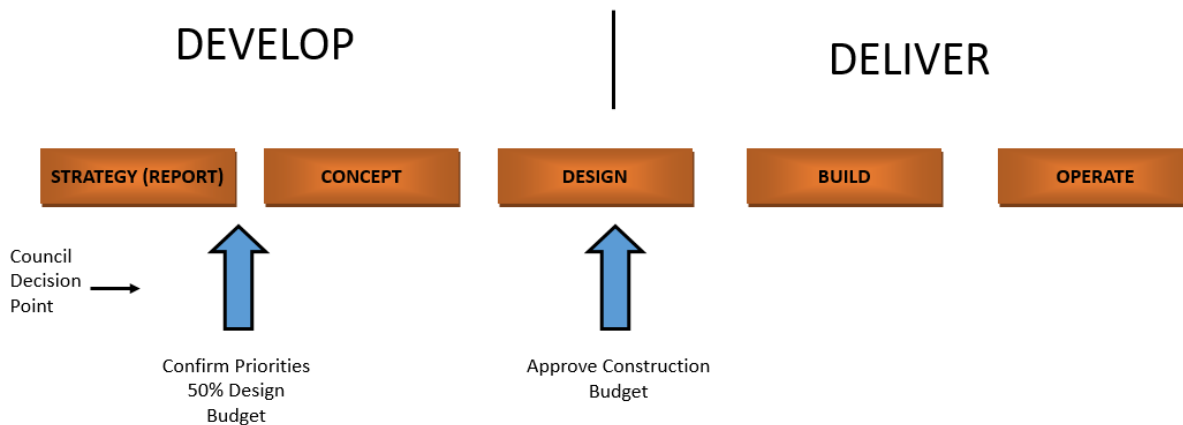 DEVELOP
DELIVER
STRATEGY (REPORT)
CONCEPT
DESIGN
BUILD
OPERATE
Council
Decision
Point
Confirm Priorities
50% Design
Budget
Approve Construction
Budget